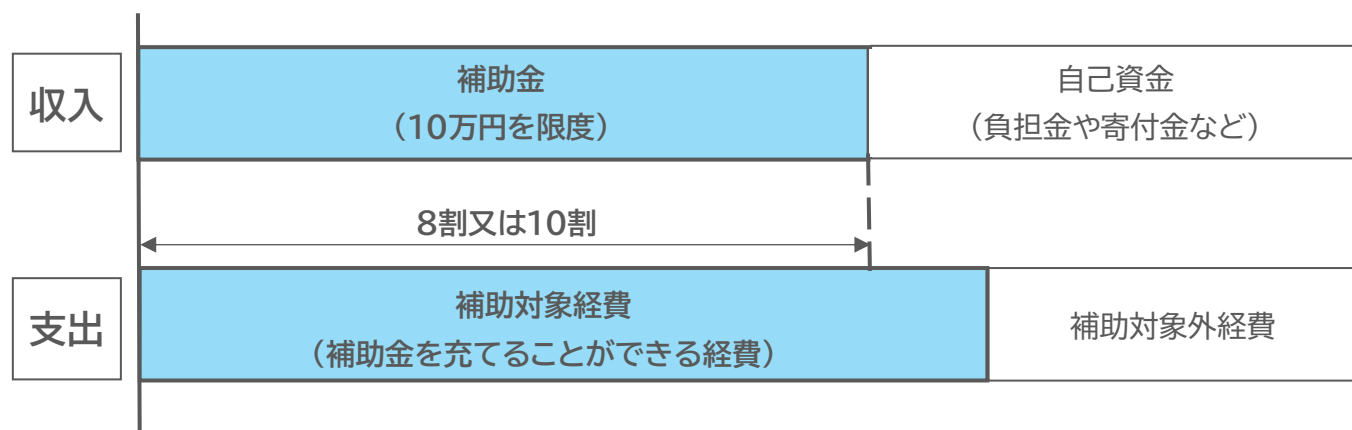 収入
補助金
（10万円を限度）
自己資金
（負担金や寄付金など）
8割又は10割
支出
補助対象経費
（補助金を充てることができる経費）
補助対象外経費